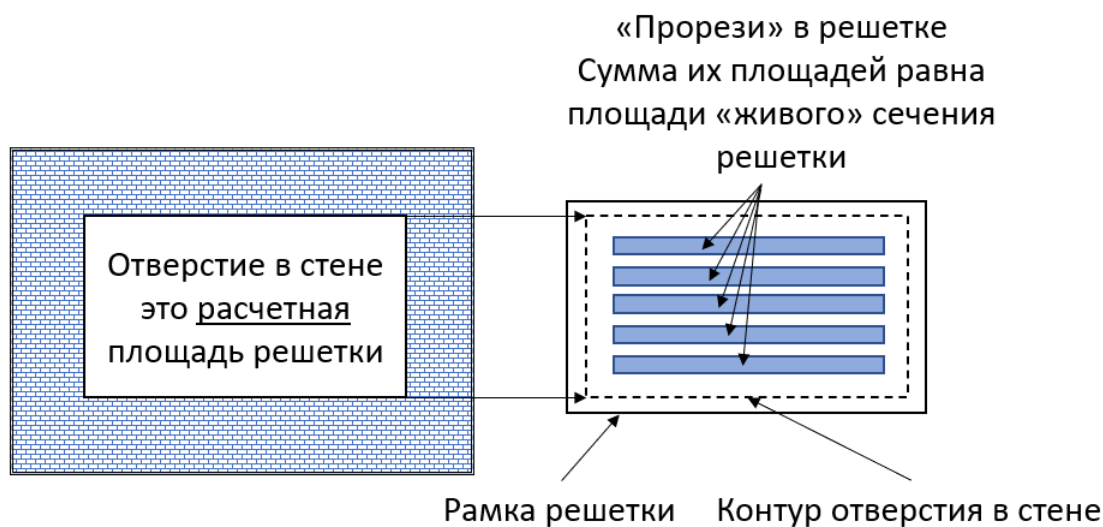 «Прорези» в решетке
Сумма их площадей равна
площади «живого» сечения
решетки
Отверстие в стене
это расчетная
площадь решетки
Рамка решетки
Контур отверстия в стене